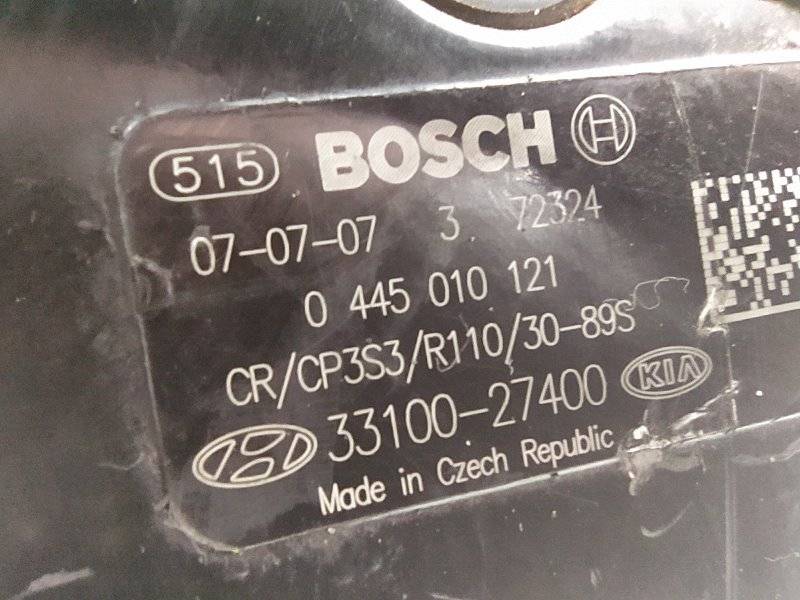 515 BOSCH
07-07-07 3 72324
0 445 010 121
CR/CP3S3/R110/30-89S
33100-27400 KIA
Made in Czech Republic